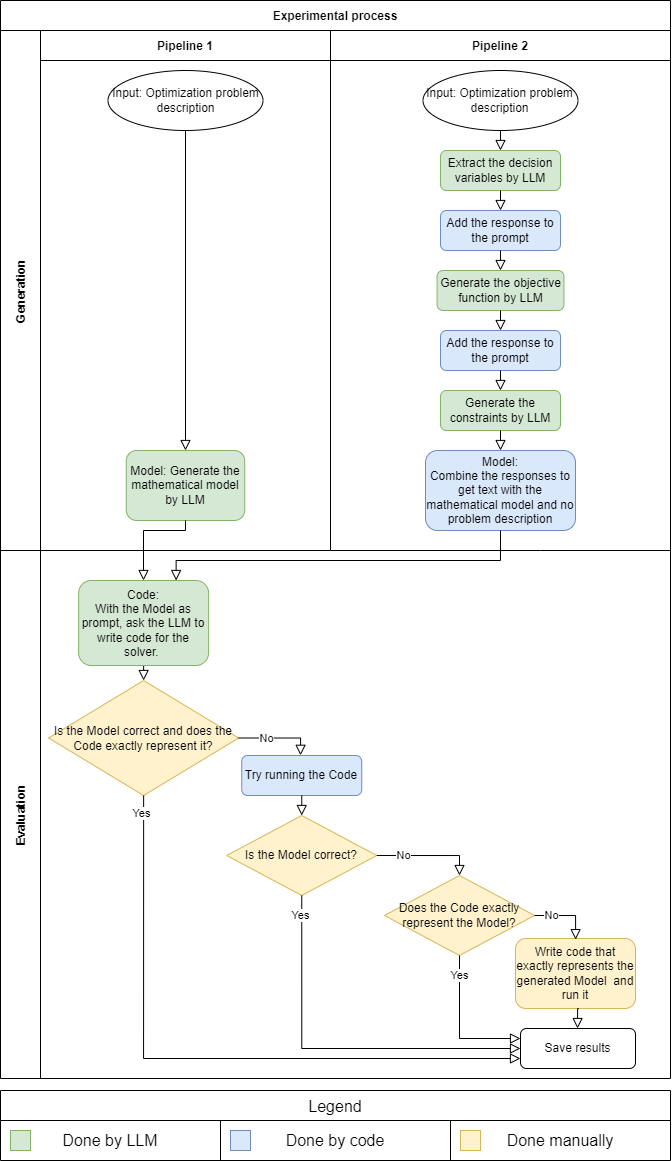 Experimental process
Pipeline 1
Pipeline 2
Generation
Input: Optimization problem
description
Model: Generate the
mathematical model
by LLM
Input: Optimization problem
description
Extract the decision
variables by LLM
Add the response to
the prompt
Generate the objective
function by LLM
Add the response to
the prompt
Generate the
constraints by LLM
Model:
Combine the responses to
get text with the
mathematical model and no
problem description
Evaluation
Code:
With the Model as
prompt, ask the LLM to
write code for the
solver.
Is the Model correct and does the
Code exactly represent it?
No
Yes
Try running the Code
Is the Model correct?
No
Yes
Does the Code exactly
represent the Model?
No
Yes
Write code that
exactly represents the
generated Model and
run it
Save results
Legend
Done by LLM
Done by code
Done manually